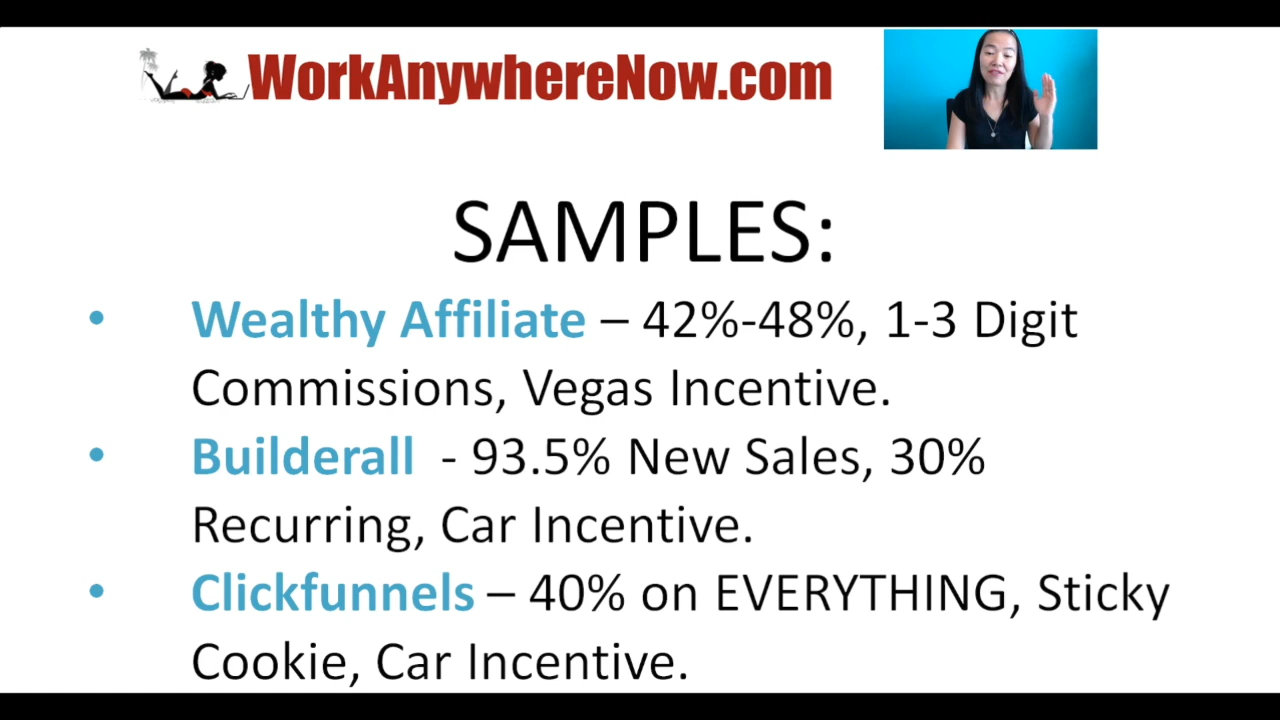 WorkAnywhereNow.com
SAMPLES:
• Wealthy Affiliate – 42%-48%, 1-3 Digit
Commissions, Vegas Incentive.
• Builderall - 93.5% New Sales, 30%
Recurring, Car Incentive.
• Clickfunnels – 40% on EVERYTHING, Sticky
Cookie, Car Incentive.